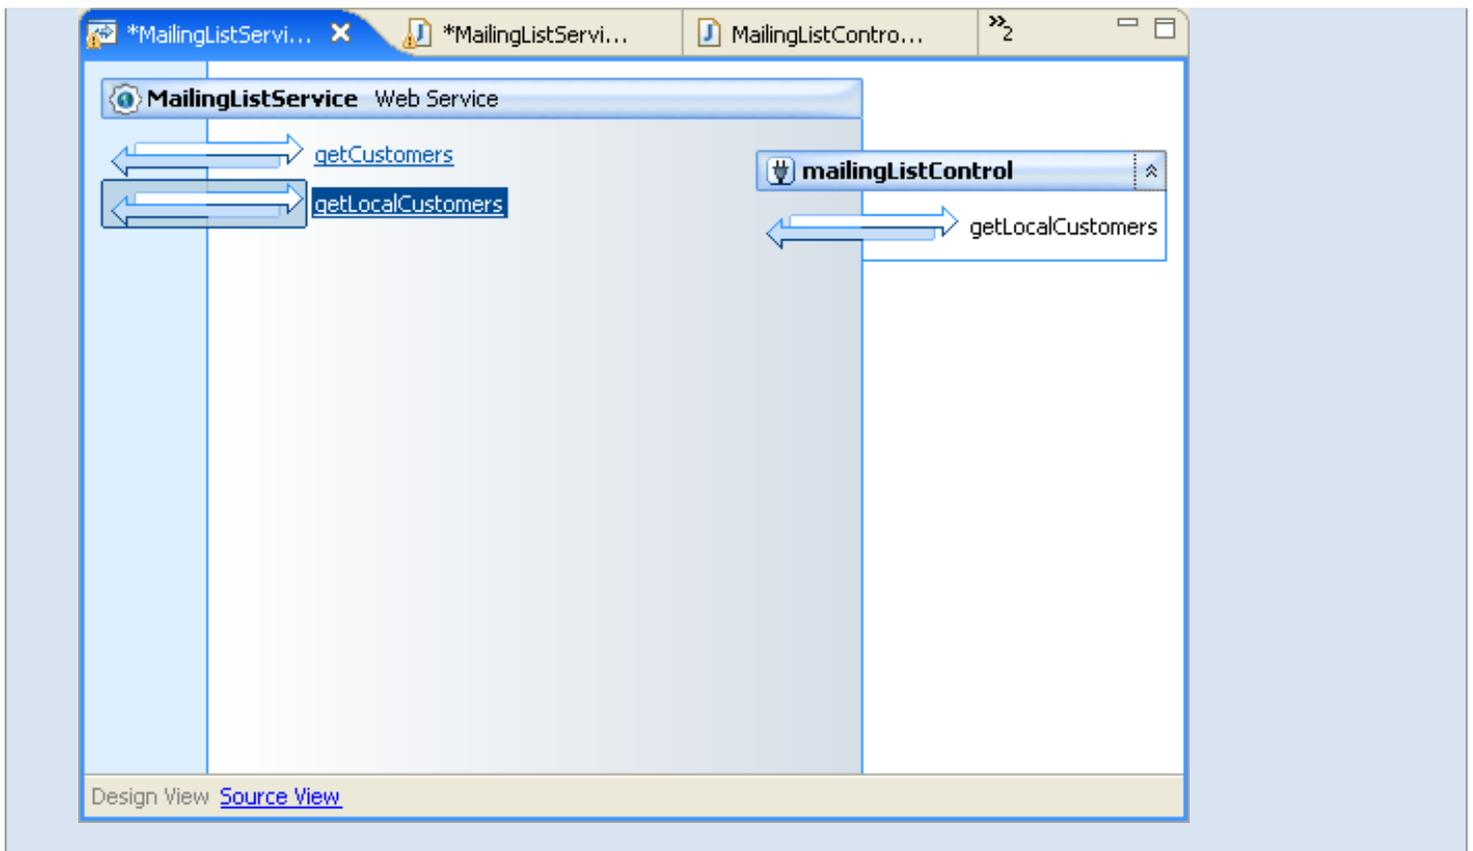 *MailingListServi... *MailingListServi... MailingListContro... »2
MailingListService Web Service
getCustomers
mailingListControl
getLocalCustomers
getLocalCustomers
Design View Source View